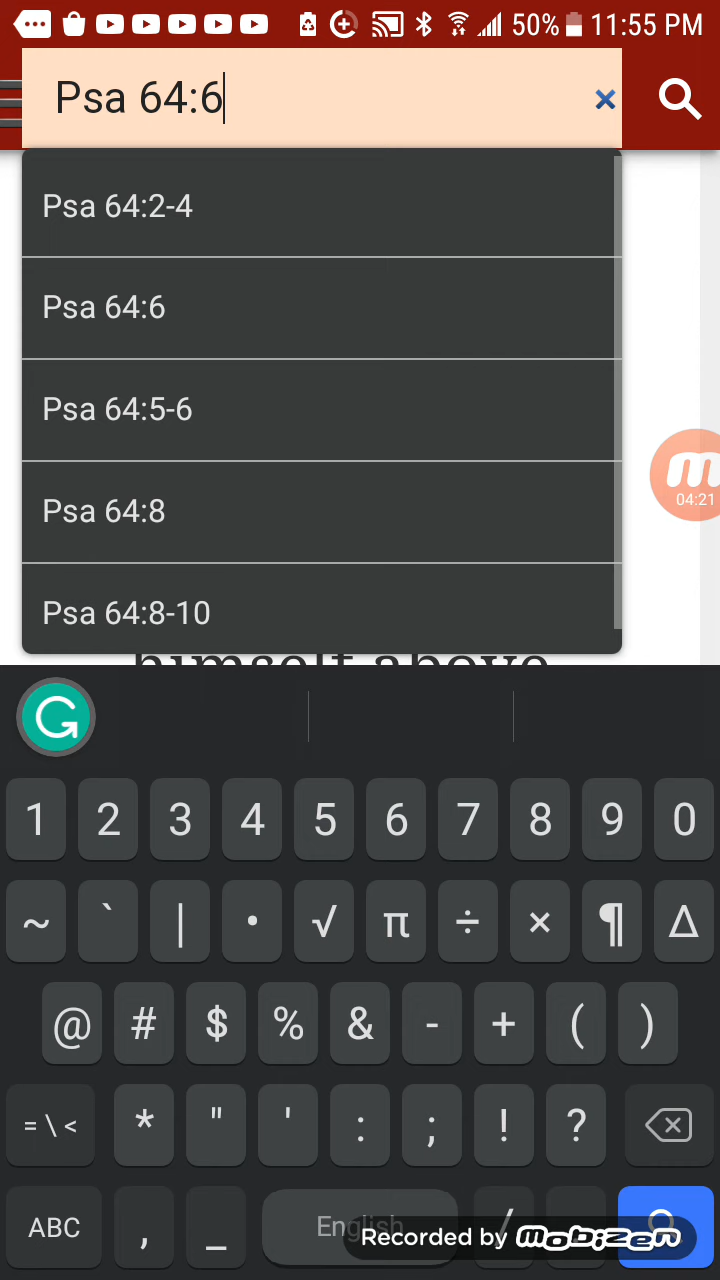 50% 11:55 PM
Psa 64:6
Psa 64:2-4
Psa 64:6
Psa 64:5-6
Psa 64:8
Psa 64:8-10
04:21
himself above
1 2 3 4 5 6 7 8 9 0
~ ` | • √ π ÷ × ¶ Δ
@ # $ % & - + ( )
= \ < * " ' : ; ! ?
ABC , _ English /
Recorded by mobizen